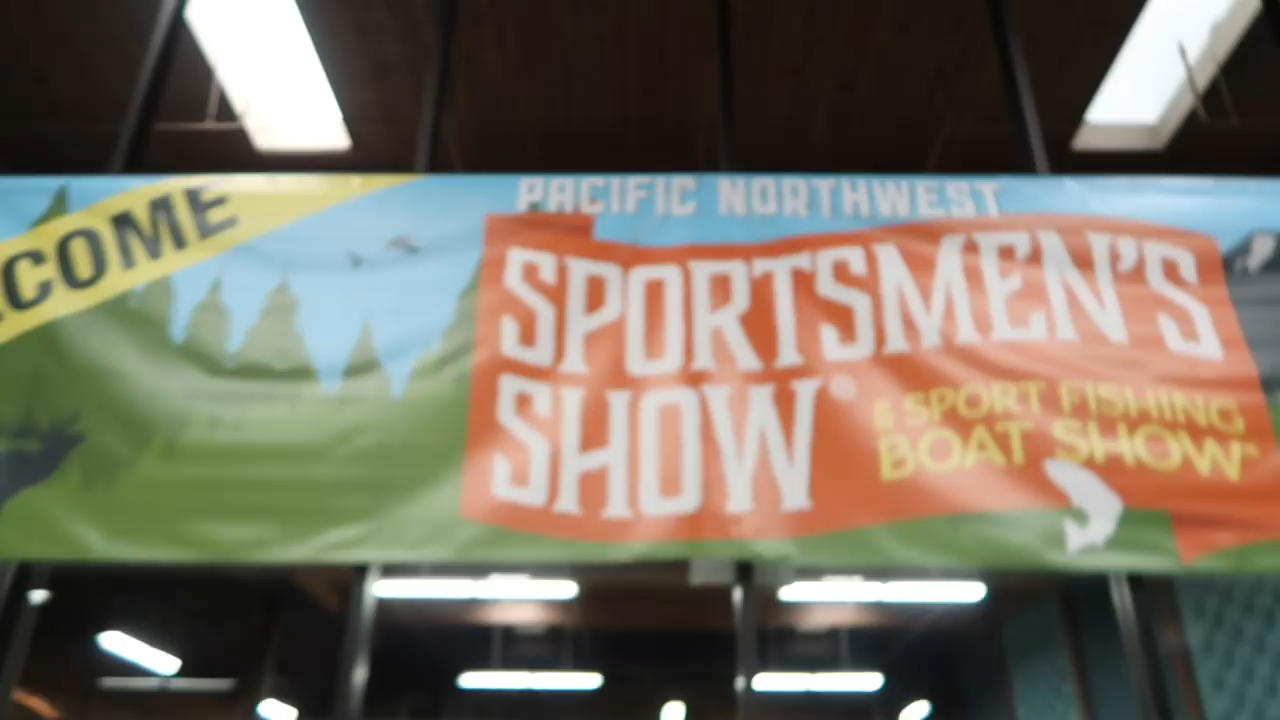 COME
PACIFIC NORTHWEST
SPORTSMEN'S
SHOW®
& SPORT FISHING
BOAT SHOW®